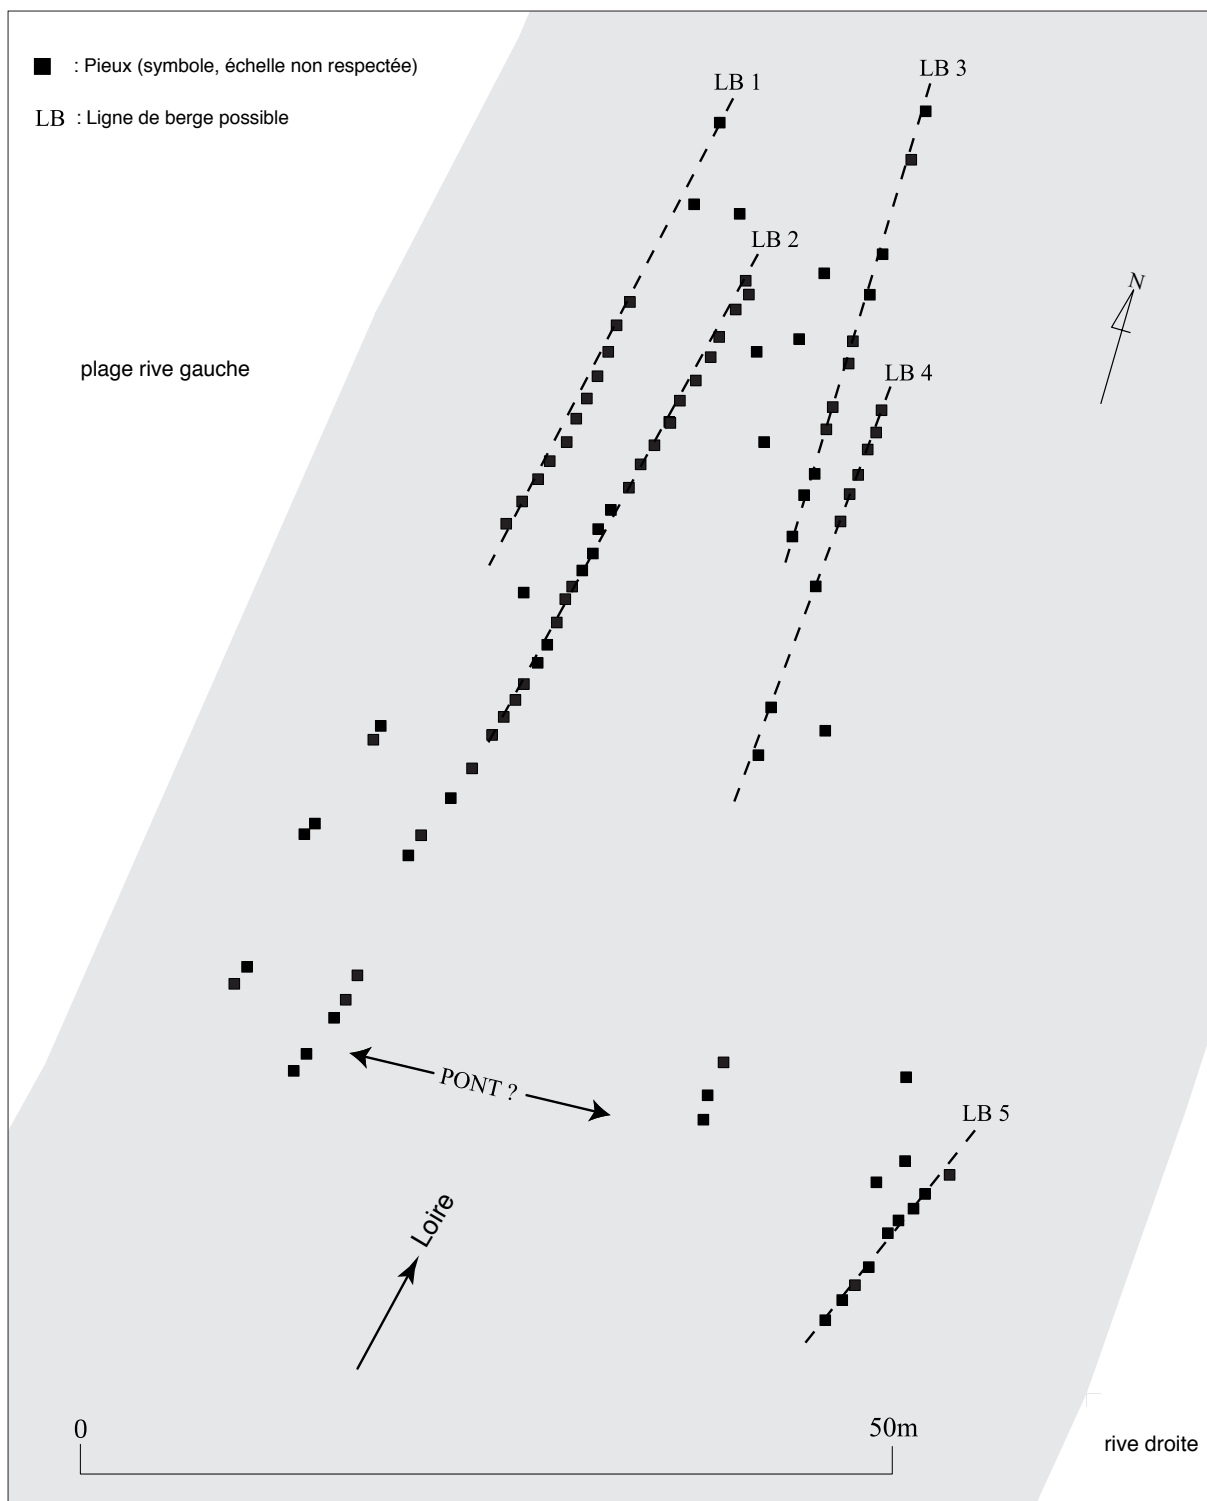 : Pieux (symbole, échelle non respectée)
LB : Ligne de berge possible
LB 1
LB 3
LB 2
N
plage rive gauche
LB 4
PONT ?
LB 5
Loire
0
50m
rive droite